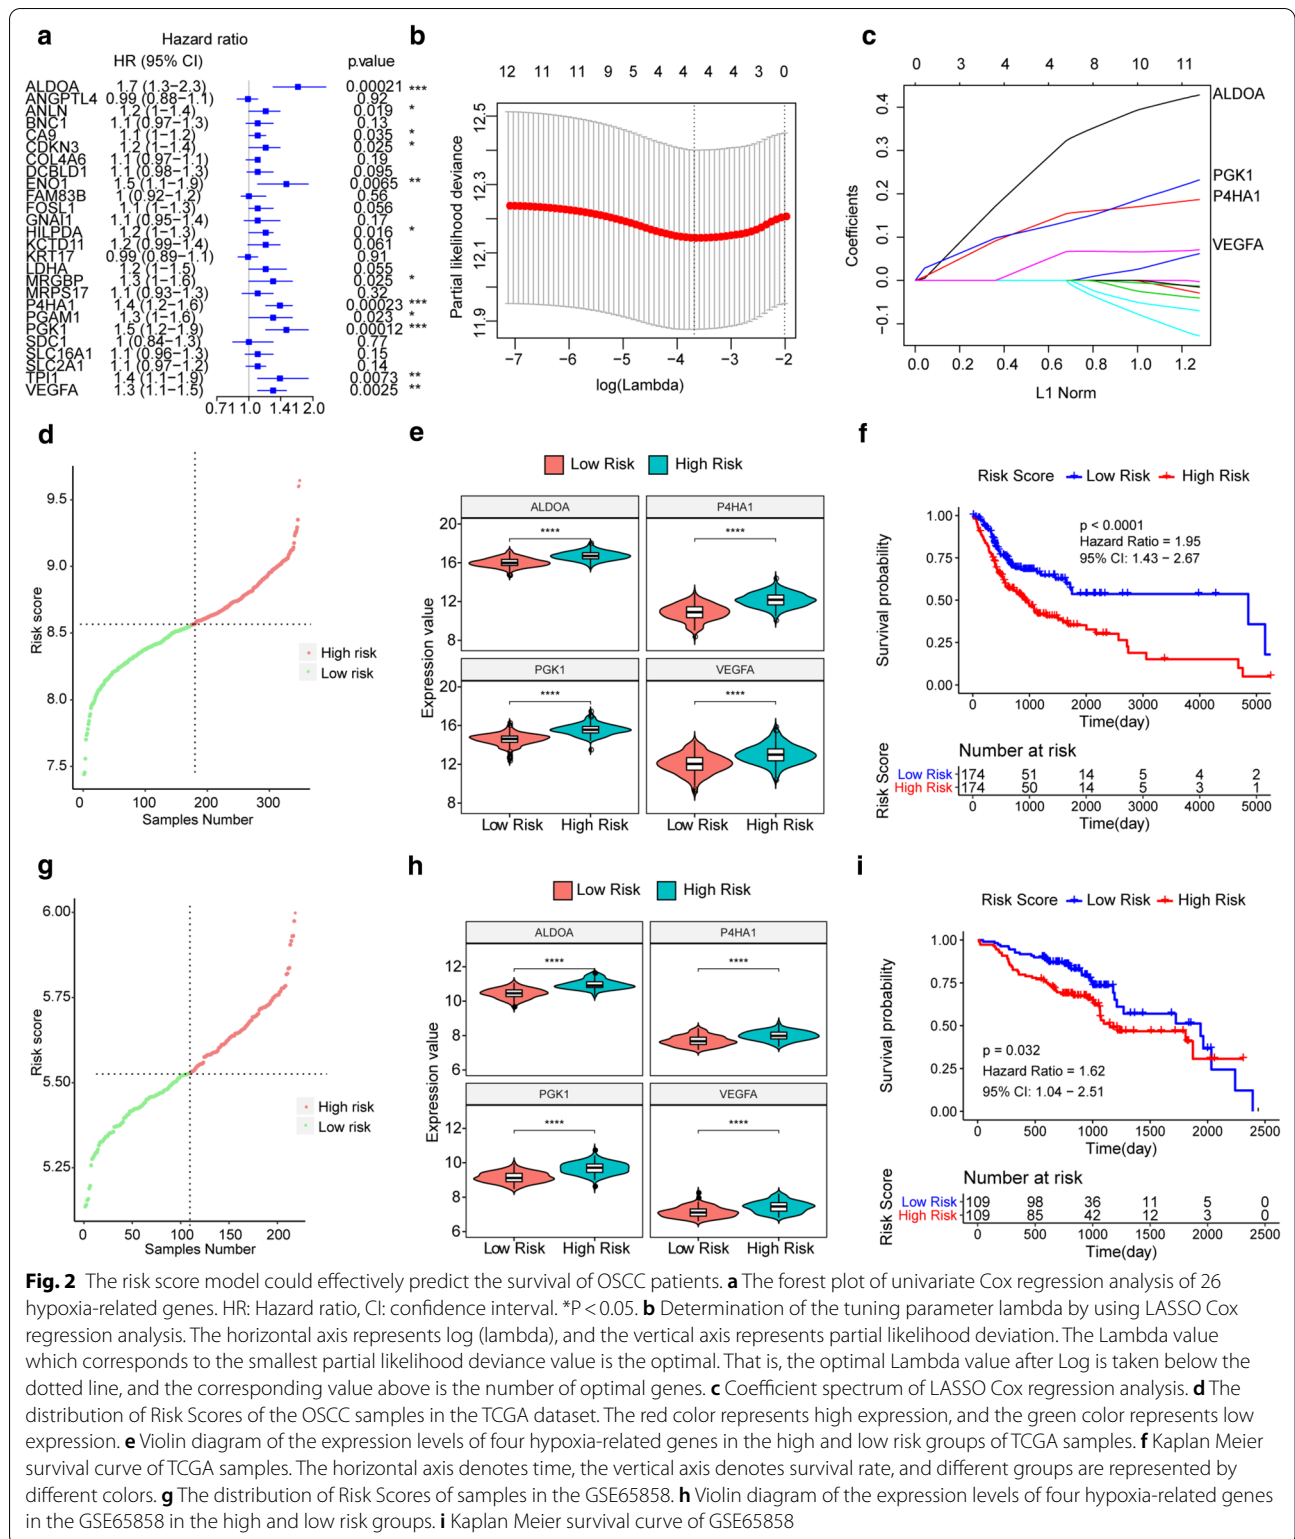 a
Hazard ratio
HR (95% CI) p.value
ALDOA 1.7 (1.3−2.3) 0.00021 ***
ANGPTL4 0.99 (0.88−1.1) 0.92
ANLN 1.2 (1−1.4) 0.019 *
BNC1 1.1 (0.97−1.3) 0.13
CA9 1.1 (1−1.2) 0.035 *
CDKN3 1.2 (1−1.4) 0.025 *
COL4A6 1.1 (0.97−1.1) 0.19
DCBLD1 1.1 (0.98−1.3) 0.095
ENO1 1.5 (1.1−1.9) 0.0065 **
FAM83B 1 (0.92−1.2) 0.56
FOSL1 1.1 (1−1.3) 0.056
GNAI1 1.1 (0.95−1.4) 0.17
HILPDA 1.2 (1−1.3) 0.016 *
KCTD11 1.2 (0.99−1.4) 0.061
KRT17 0.99 (0.89−1.1) 0.91
LDHA 1.2 (1−1.5) 0.055
MRGBP 1.3 (1−1.6) 0.025 *
MRPS17 1.1 (0.93−1.3) 0.32
P4HA1 1.4 (1.2−1.6) 0.00023 ***
PGAM1 1.3 (1−1.6) 0.023 *
PGK1 1.5 (1.2−1.9) 0.00012 ***
SDC1 1 (0.84−1.3) 0.77
SLC16A1 1.1 (0.96−1.3) 0.15
SLC2A1 1.1 (0.97−1.2) 0.14
TPI1 1.4 (1.1−1.9) 0.0073 **
VEGFA 1.3 (1.1−1.5) 0.0025 **
0.71 1.0 1.41 2.0
b
12 11 11 9 5 4 4 4 4 3 0
Partial likelihood deviance
12.5
12.3
12.1
11.9
−7 −6 −5 −4 −3 −2
log(Lambda)
c
0 3 4 4 8 10 11
Coefficients
0.4
0.3
0.2
0.1
0.0
−0.1
ALDOA
PGK1
P4HA1
VEGFA
0.0 0.2 0.4 0.6 0.8 1.0 1.2
L1 Norm
d
Risk score
9.5
9.0
8.5
8.0
7.5
High risk
Low risk
0 100 200 300
Samples Number
e
Low Risk High Risk
Expression value
ALDOA P4HA1
20
16
12
8
**** ****
PGK1 VEGFA
20
16
12
8
**** ****
Low Risk High Risk Low Risk High Risk
f
Risk Score Low Risk High Risk
Survival probability
1.00
0.75
0.50
0.25
0.00
p < 0.0001
Hazard Ratio = 1.95
95% CI: 1.43 − 2.67
0 1000 2000 3000 4000 5000
Time(day)
Number at risk
Risk Score
Low Risk 174 51 14 5 4 2
High Risk 174 50 14 5 3 1
0 1000 2000 3000 4000 5000
Time(day)
g
Risk score
6.00
5.75
5.50
5.25
High risk
Low risk
0 50 100 150 200
Samples Number
h
Low Risk High Risk
Expression value
ALDOA P4HA1
12
10
8
6
**** ****
PGK1 VEGFA
12
10
8
6
**** ****
Low Risk High Risk Low Risk High Risk
i
Risk Score Low Risk High Risk
Survival probability
1.00
0.75
0.50
0.25
0.00
p = 0.032
Hazard Ratio = 1.62
95% CI: 1.04 − 2.51
0 500 1000 1500 2000 2500
Time(day)
Number at risk
Risk Score
Low Risk 109 98 36 11 5 0
High Risk 109 85 42 12 3 0
0 500 1000 1500 2000 2500
Time(day)
Fig. 2 The risk score model could effectively predict the survival of OSCC patients. a The forest plot of univariate Cox regression analysis of 26
hypoxia-related genes. HR: Hazard ratio, CI: confidence interval. *P < 0.05. b Determination of the tuning parameter lambda by using LASSO Cox
regression analysis. The horizontal axis represents log (lambda), and the vertical axis represents partial likelihood deviation. The Lambda value
which corresponds to the smallest partial likelihood deviance value is the optimal. That is, the optimal Lambda value after Log is taken below the
dotted line, and the corresponding value above is the number of optimal genes. c Coefficient spectrum of LASSO Cox regression analysis. d The
distribution of Risk Scores of the OSCC samples in the TCGA dataset. The red color represents high expression, and the green color represents low
expression. e Violin diagram of the expression levels of four hypoxia-related genes in the high and low risk groups of TCGA samples. f Kaplan Meier
survival curve of TCGA samples. The horizontal axis denotes time, the vertical axis denotes survival rate, and different groups are represented by
different colors. g The distribution of Risk Scores of samples in the GSE65858. h Violin diagram of the expression levels of four hypoxia-related genes
in the GSE65858 in the high and low risk groups. i Kaplan Meier survival curve of GSE65858